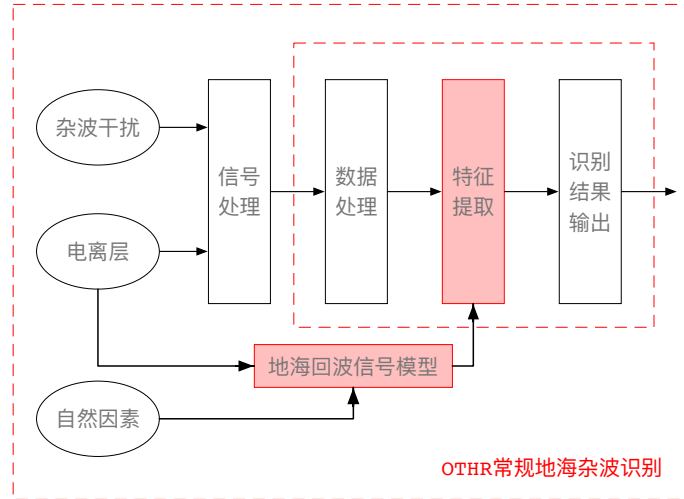 杂波干扰
电离层
自然因素
信号
处理
数据
处理
特征
提取
识别
结果
输出
地海回波信号模型
OTHR常规地海杂波识别